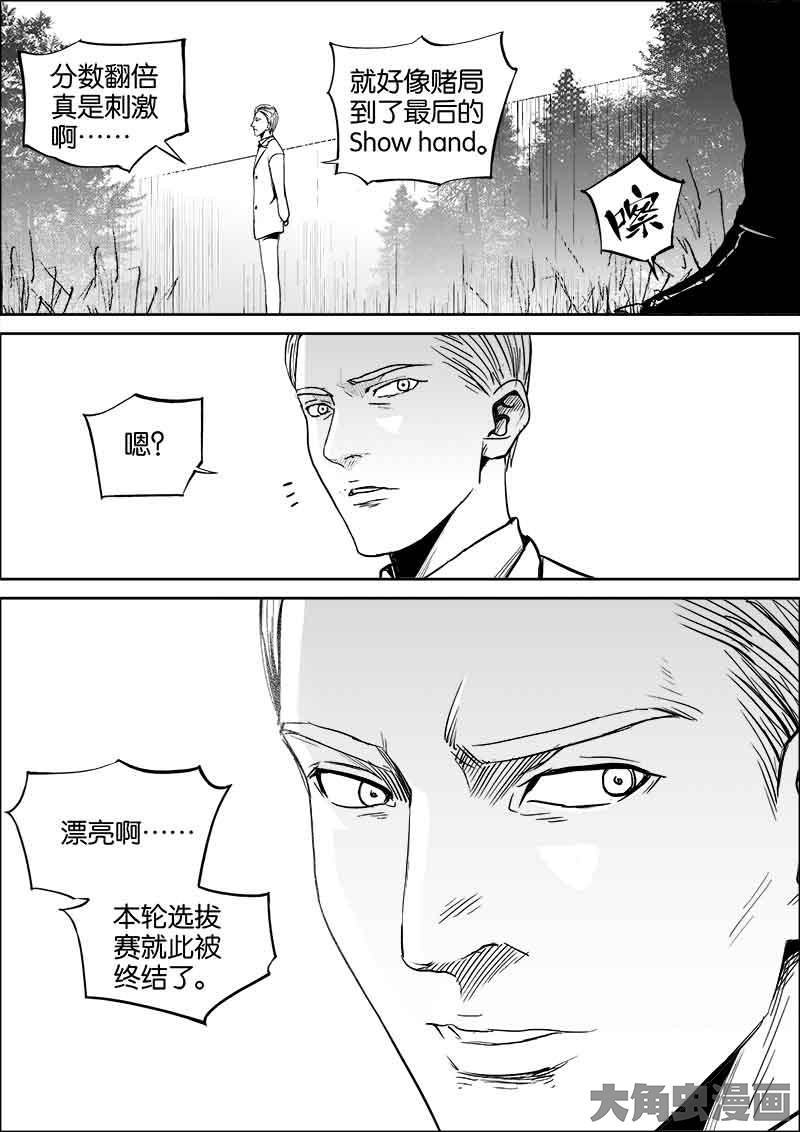 分数翻倍
真是刺激
啊……
就好像赌局
到了最后的
Show hand。
嚓
嗯？
漂亮啊……
本轮选拔
赛就此被
终结了。
大角虫漫画